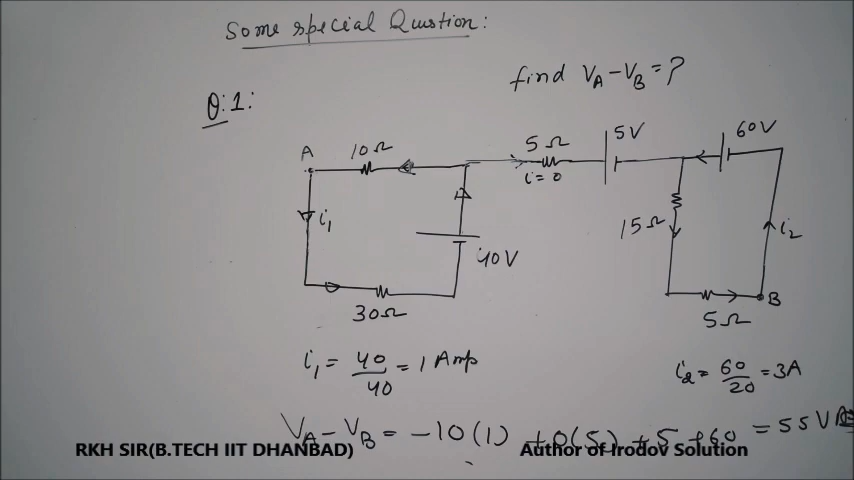 Some special Question:
find VA-VB=?
Q:1:
A
10Ω
5Ω
i=0
5V
60V
i1
40V
15Ω
i2
30Ω
5Ω
B
i1 = 40/40 = 1 Amp
i2 = 60/20 = 3A
VA-VB = -10(1) +0(5) +5 +60 = 55V
RKH SIR(B.TECH IIT DHANBAD)
Author of Irodov Solution